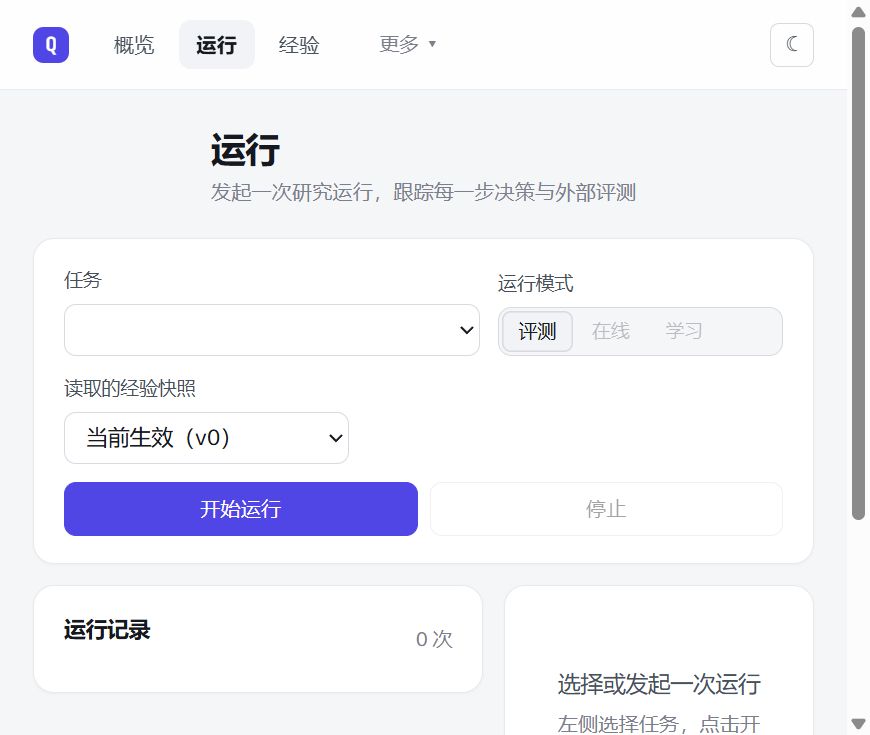 Q 概览 运行 经验 更多 ▼ ☾
运行
发起一次研究运行，跟踪每一步决策与外部评测
任务
运行模式
评测 在线 学习
读取的经验快照
当前生效（v0）
开始运行 停止
运行记录
0 次
选择或发起一次运行
左侧选择任务，点击开